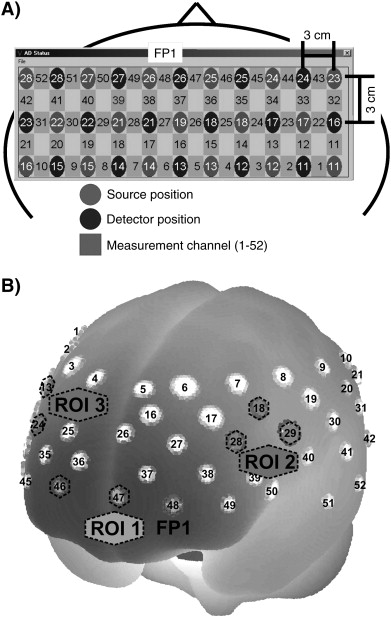 A)
AD Status
File
FP1
3 cm
28 52 28 51 27 50 27 49 26 48 26 47 25 46 25 45 24 44 24 43 23
42 41 40 39 38 37 36 35 34 33 32
3 cm
23 31 22 30 22 29 21 28 21 27 19 26 18 25 18 24 17 23 17 22 16
21 20 19 18 17 16 15 14 13 12 11
16 10 15 9 15 8 14 7 14 6 13 5 13 4 12 3 12 2 11 1 11
Source position
Detector position
Measurement channel (1-52)
B)
1
2
3 4 5 6 7 8 9 10
13 ROI 3 16 17 18 19 20 21
24 25 26 27 28 29 30 31
35 36 37 38 39 ROI 2 40 41 42
45 46 47 48 49 50 51 52
ROI 1 FP1